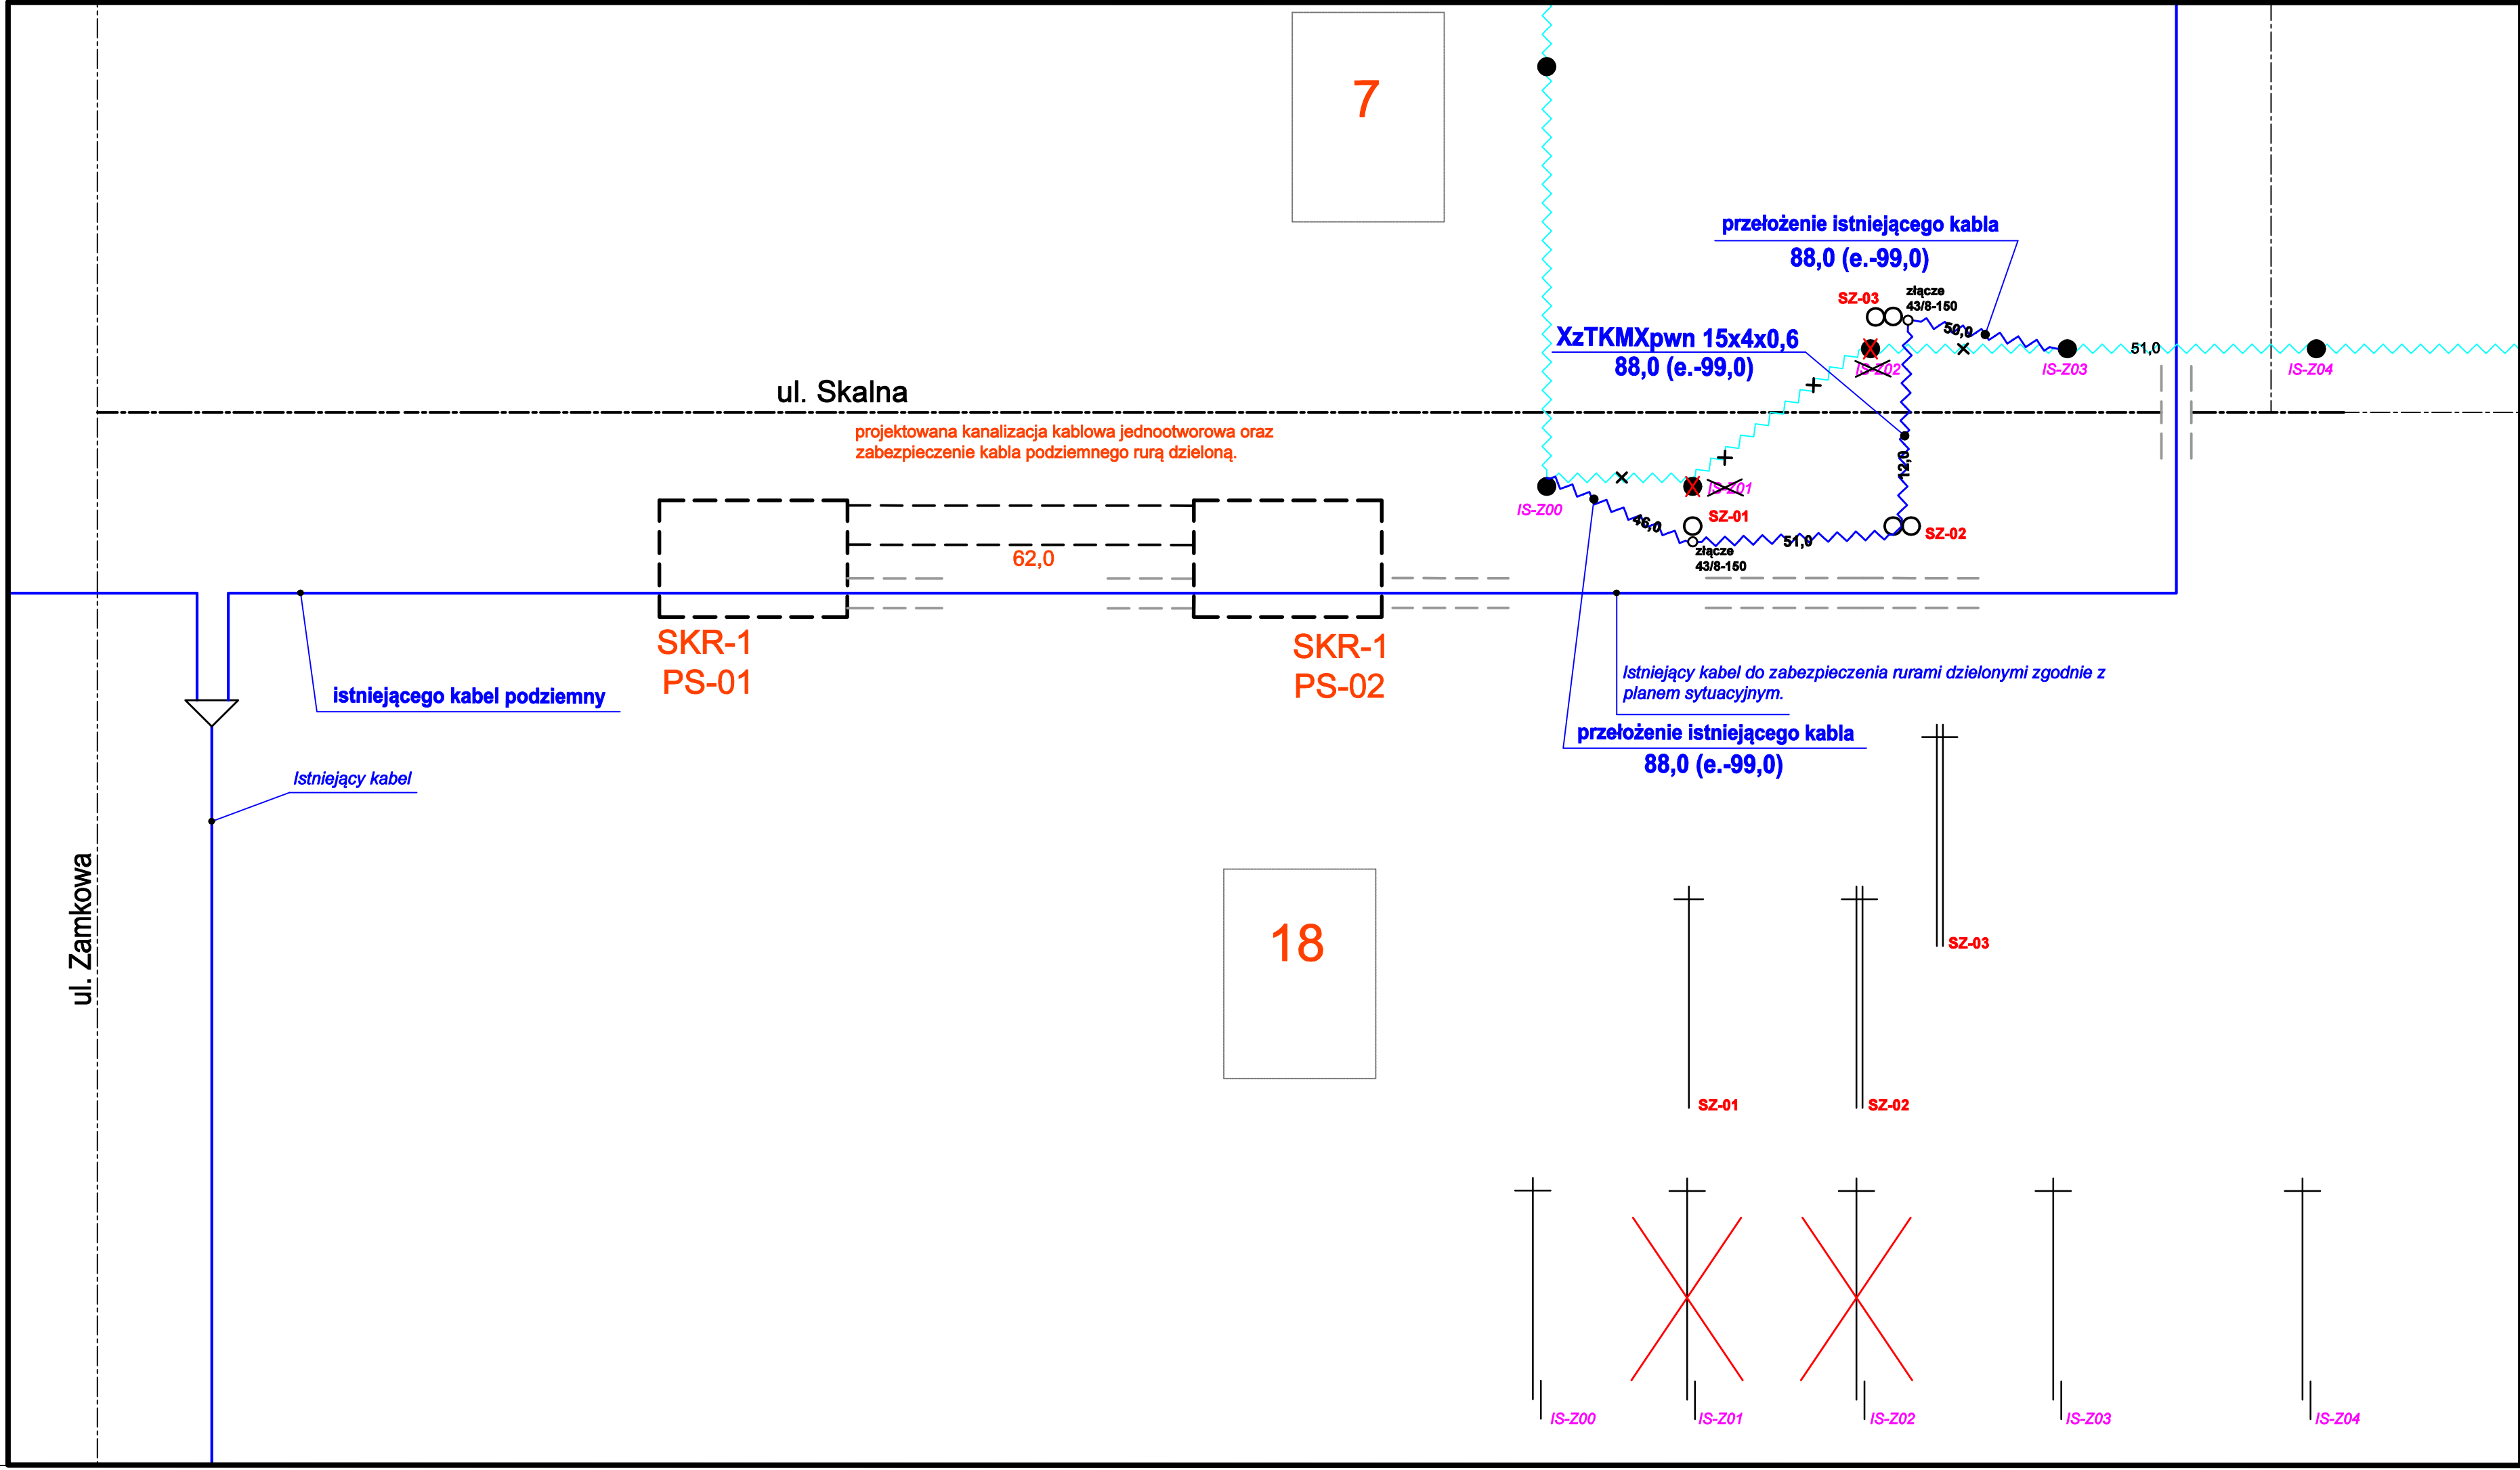 7
przełożenie istniejącego kabla
88,0 (e.-99,0)
SZ-03
złącze
43/8-150
50,0
XzTKMXpwn 15x4x0,6
88,0 (e.-99,0)
IS-Z02
IS-Z03
51,0
IS-Z04
ul. Skalna
projektowana kanalizacja kablowa jednootworowa oraz
zabezpieczenie kabla podziemnego rurą dzieloną.
12,0
IS-Z00
IS-Z01
46,0
SZ-01
złącze
43/8-150
51,0
SZ-02
62,0
SKR-1
PS-01
SKR-1
PS-02
istniejącego kabel podziemny
Istniejący kabel do zabezpieczenia rurami dzielonymi zgodnie z
planem sytuacyjnym.
przełożenie istniejącego kabla
88,0 (e.-99,0)
Istniejący kabel
ul. Zamkowa
18
SZ-03
SZ-01
SZ-02
IS-Z00
IS-Z01
IS-Z02
IS-Z03
IS-Z04